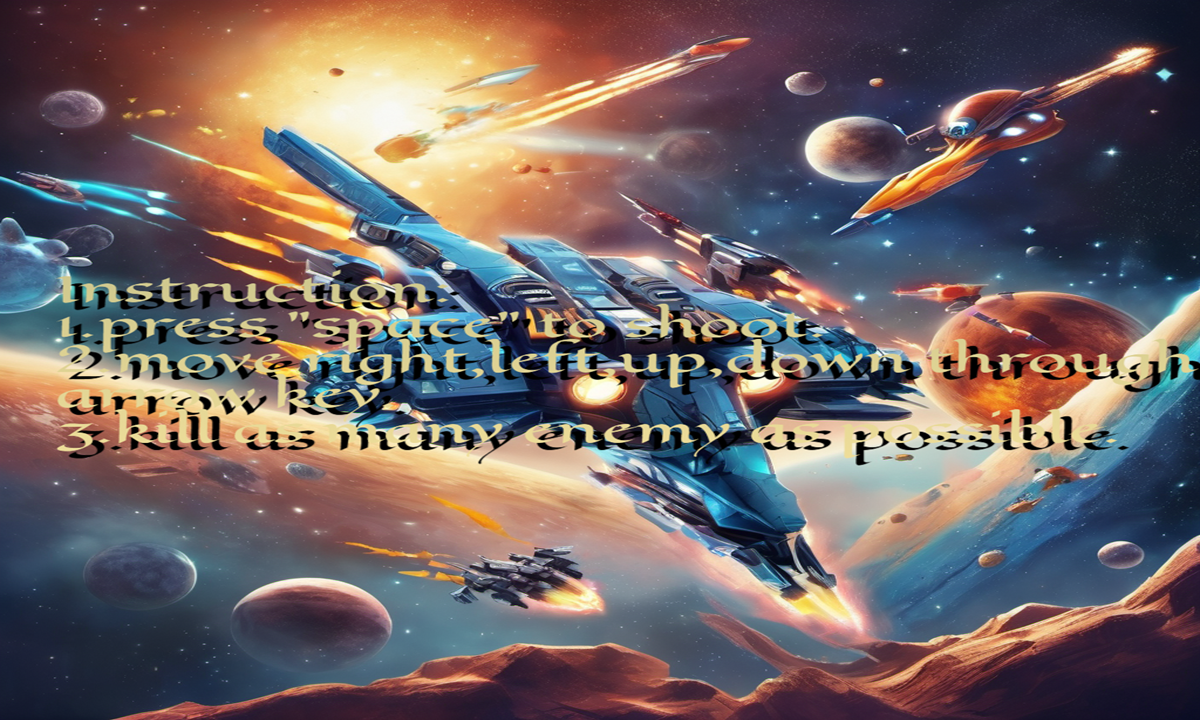 Instruction:
1.press "space" to shoot.
2.move right,left,up,down through
arrow key.
3.kill as many enemy as possible.